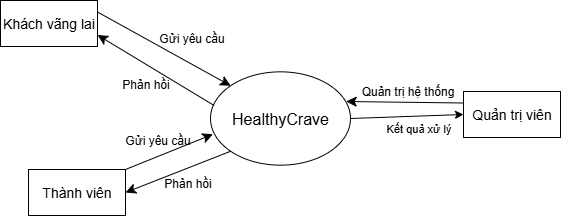 Khách vãng lai
Gửi yêu cầu
Phản hồi
HealthyCrave
Quản trị hệ thống
Kết quả xử lý
Quản trị viên
Gửi yêu cầu
Phản hồi
Thành viên